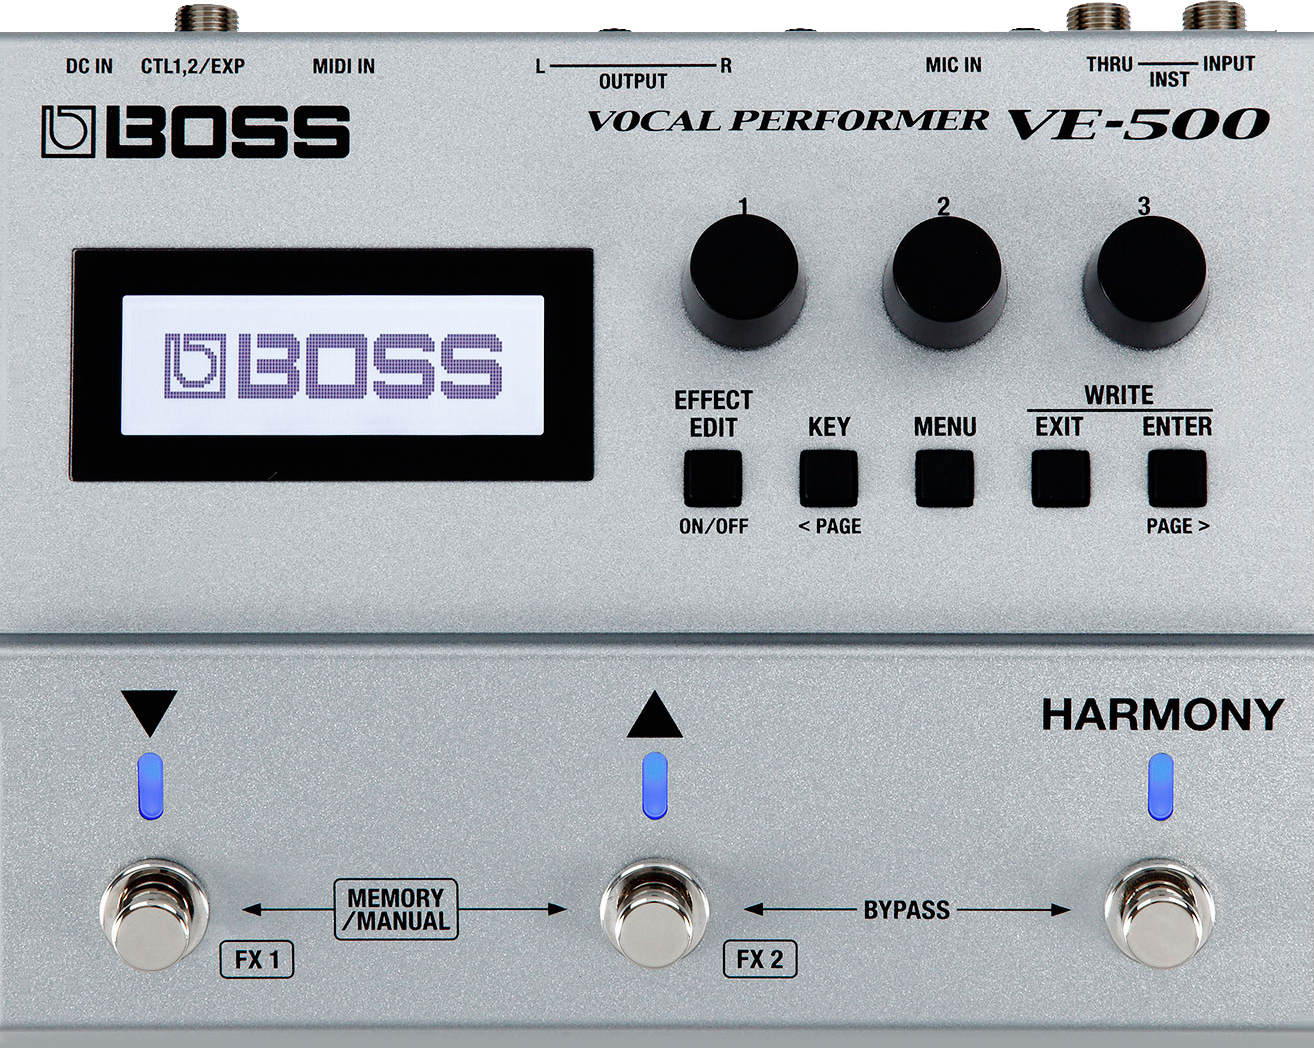 DC IN CTL1,2/EXP MIDI IN L R MIC IN THRU INPUT
OUTPUT INST
BOSS VOCAL PERFORMER VE-500
1 2 3
BOSS
WRITE
EFFECT
EDIT KEY MENU EXIT ENTER
ON/OFF < PAGE PAGE >
HARMONY
MEMORY
/MANUAL BYPASS
FX 1 FX 2